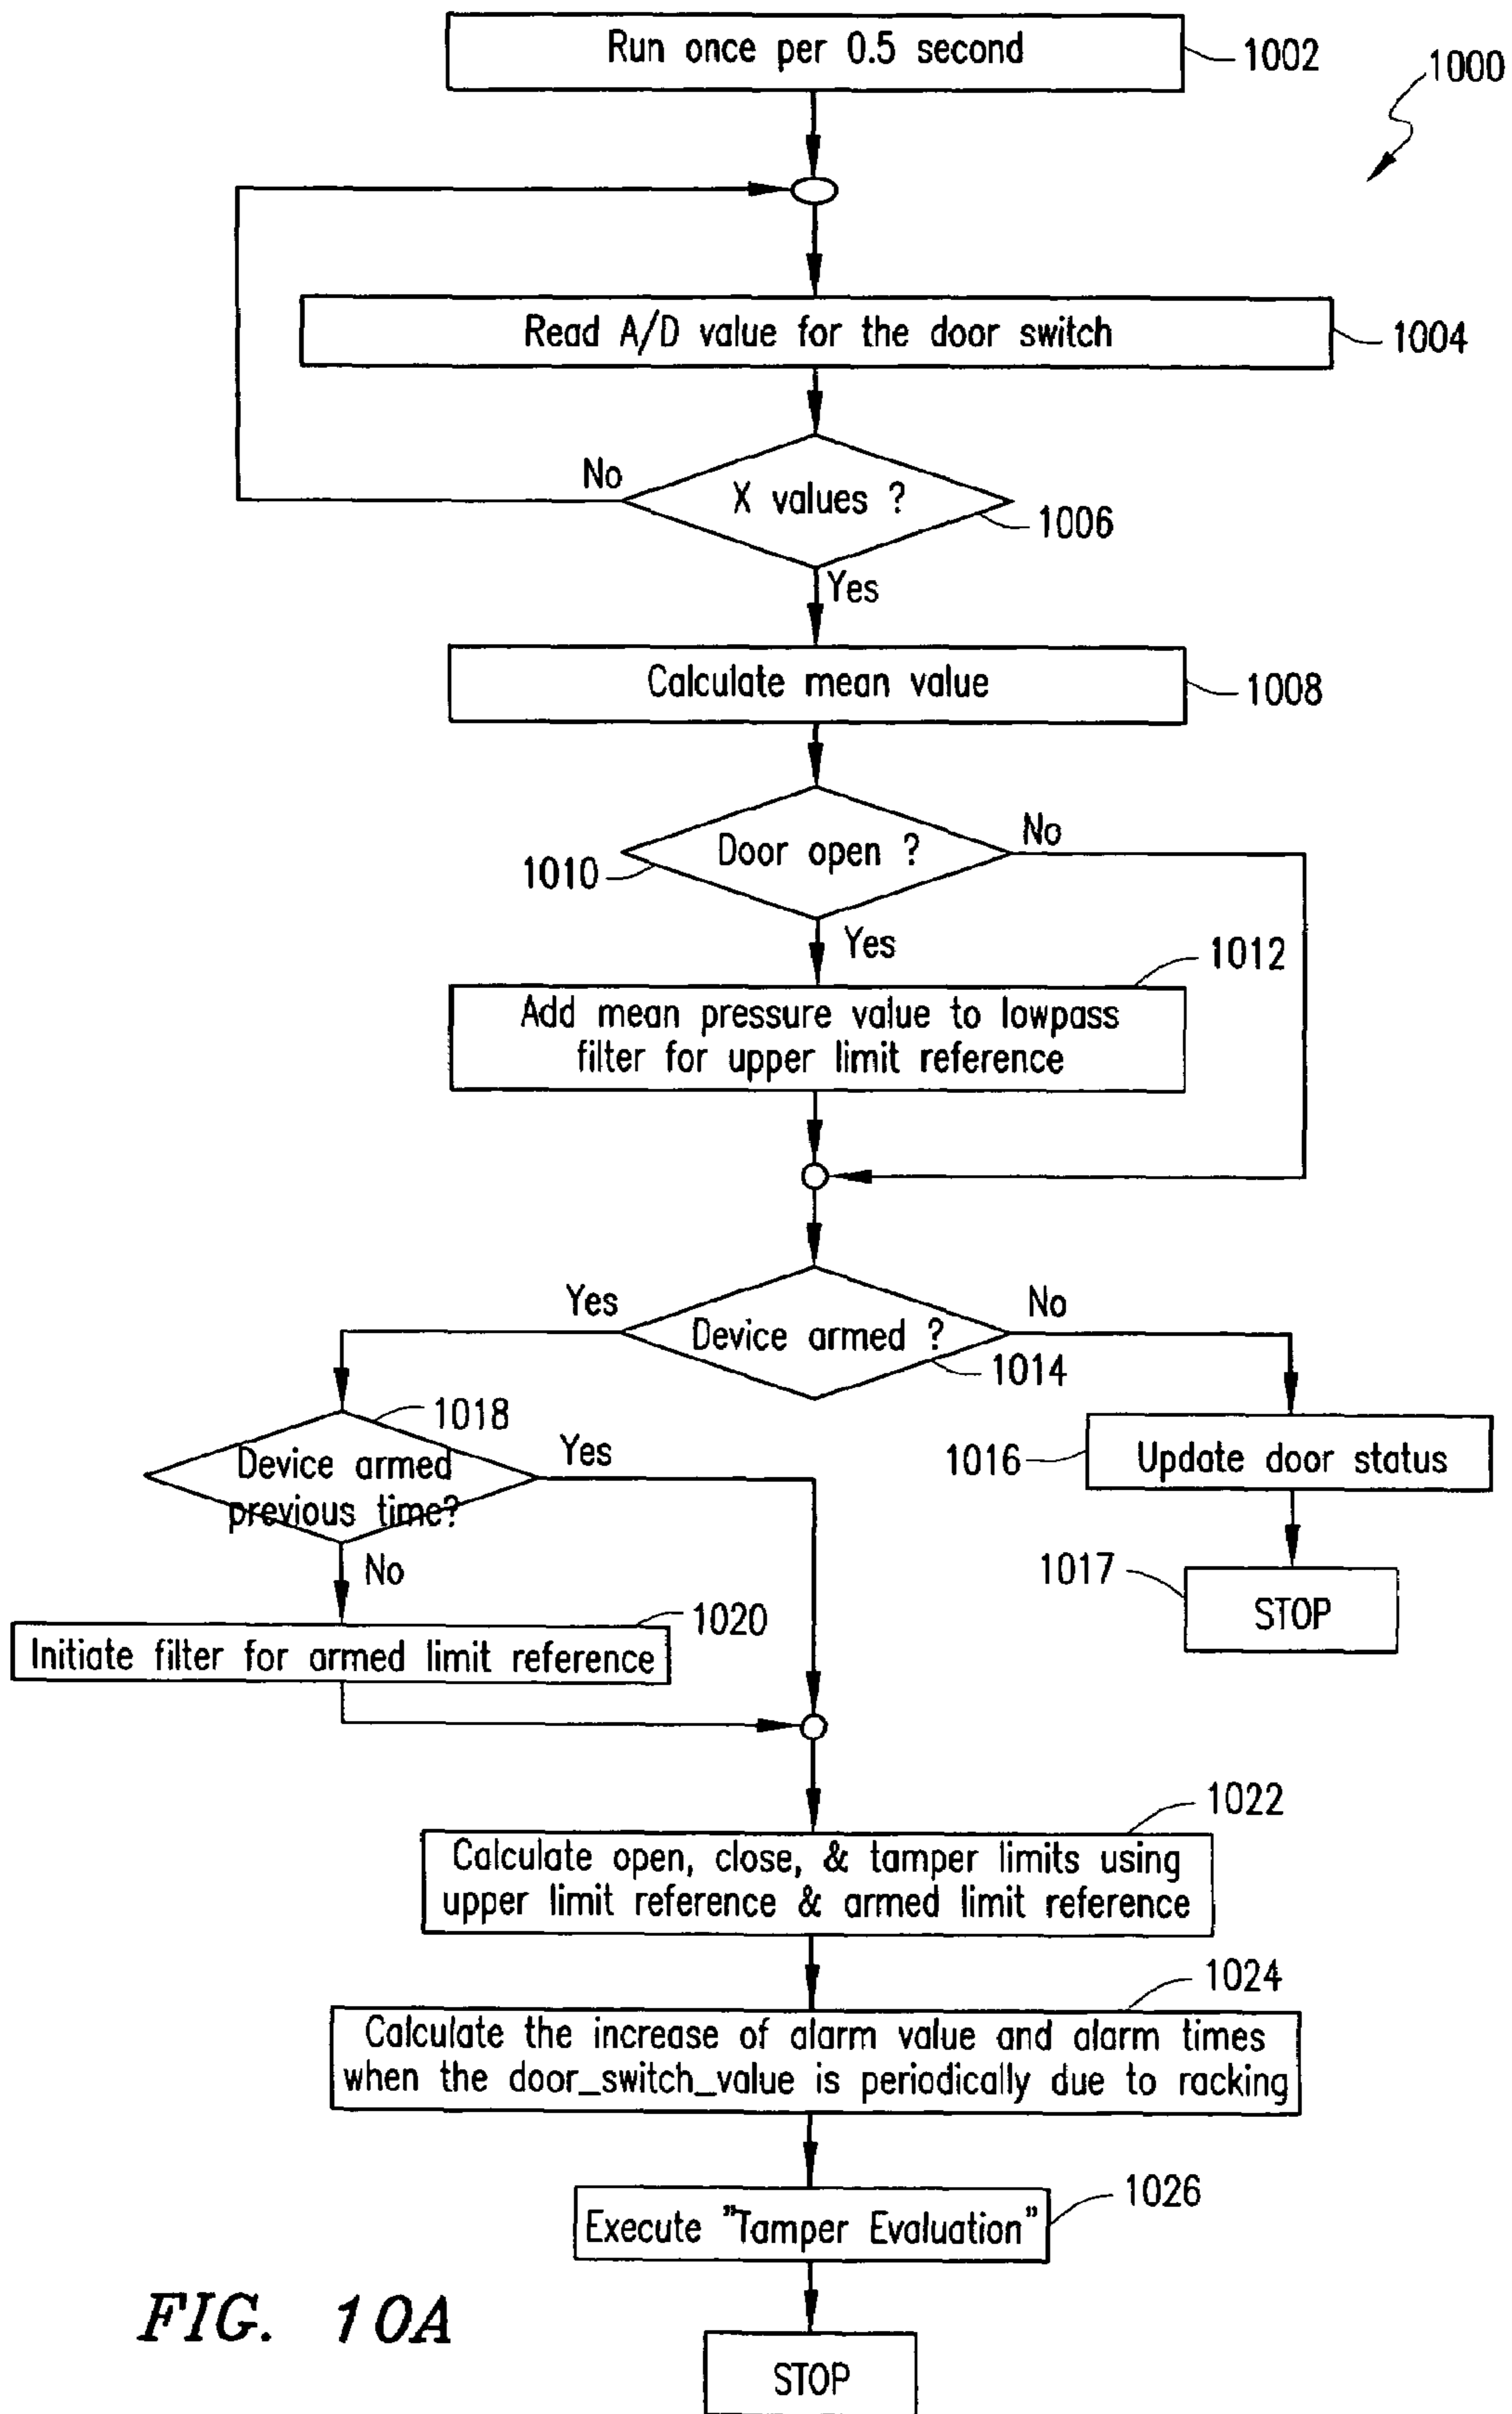 Run once per 0.5 second
1002
1000
Read A/D value for the door switch
1004
No
X values ?
1006
Yes
Calculate mean value
1008
Door open ?
No
1010
Yes
1012
Add mean pressure value to lowpass
filter for upper limit reference
Yes
No
Device armed ?
1014
1018
Device armed
previous time?
Yes
1016
Update door status
No
1017
STOP
1020
Initiate filter for armed limit reference
1022
Calculate open, close, & tamper limits using
upper limit reference & armed limit reference
1024
Calculate the increase of alarm value and alarm times
when the door_switch_value is periodically due to racking
1026
Execute "Tamper Evaluation"
FIG. 10A
STOP